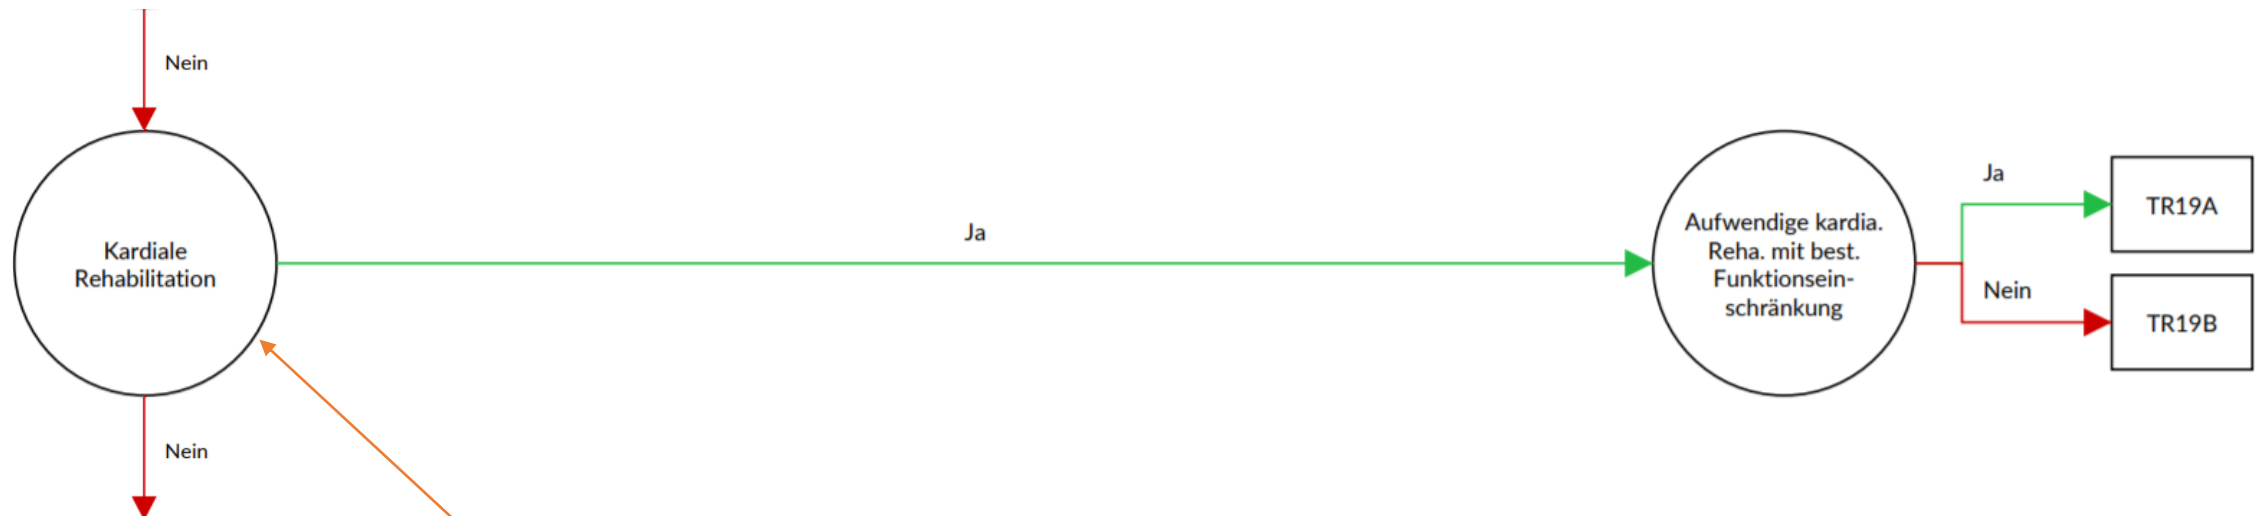 Nein
Kardiale
Rehabilitation
Ja
Aufwendige kardia.
Reha. mit best.
Funktionsein-
schränkung
Ja
TR19A
Nein
TR19B
Nein